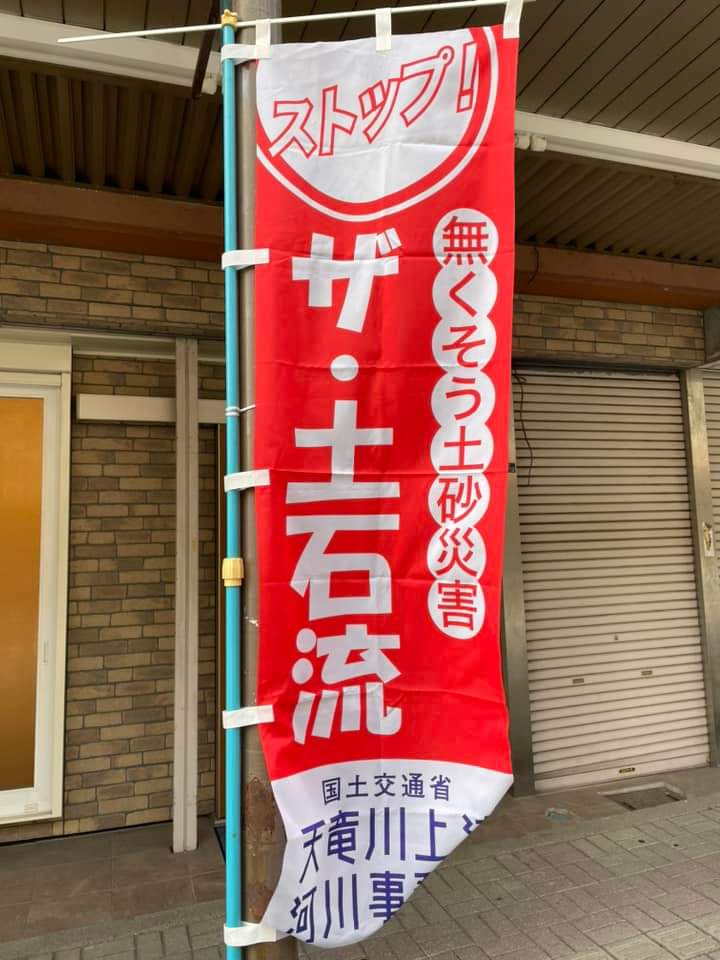 ストップ!
無くそう土砂災害
ザ・土石流
国土交通省
天竜川上
河川事